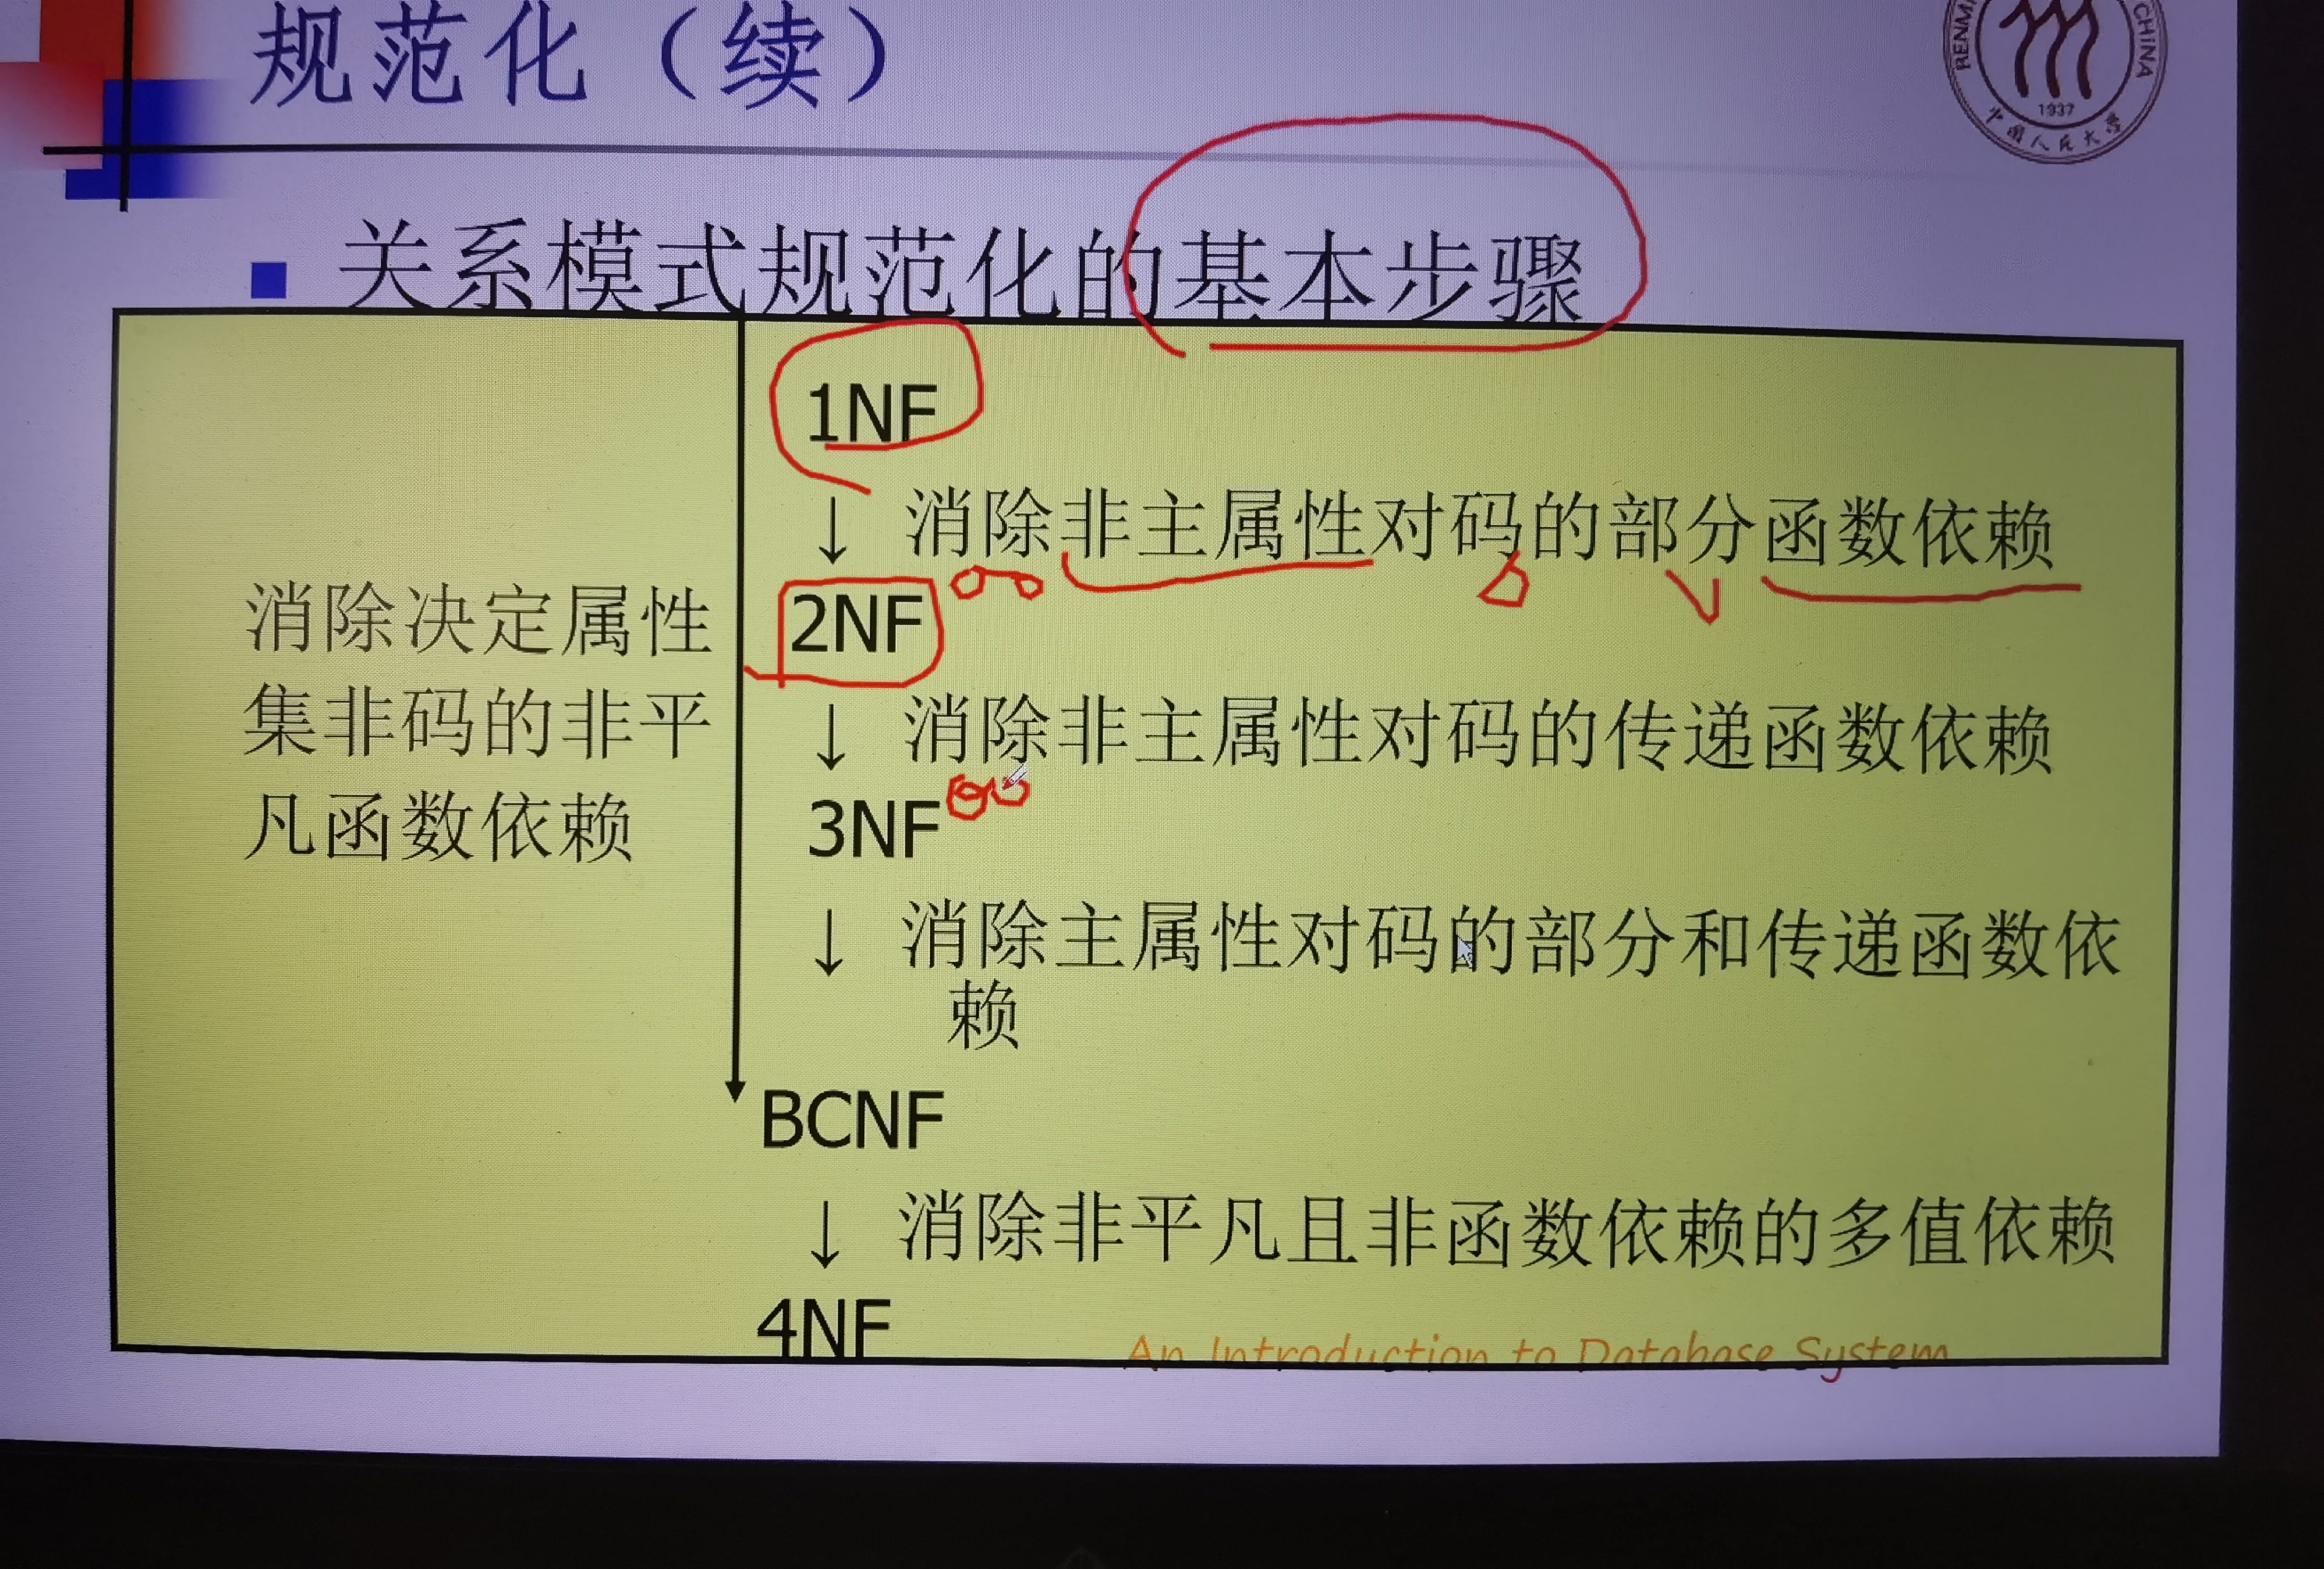 规范化（续）
RENMI
CHINA
1937
中国人民大学
关系模式规范化的基本步骤
消除决定属性
集非码的非平
凡函数依赖
1NF
↓ 消除非主属性对码的部分函数依赖
2NF
↓ 消除非主属性对码的传递函数依赖
3NF
↓ 消除主属性对码的部分和传递函数依
赖
BCNF
↓ 消除非平凡且非函数依赖的多值依赖
4NF
An Introduction to Database System